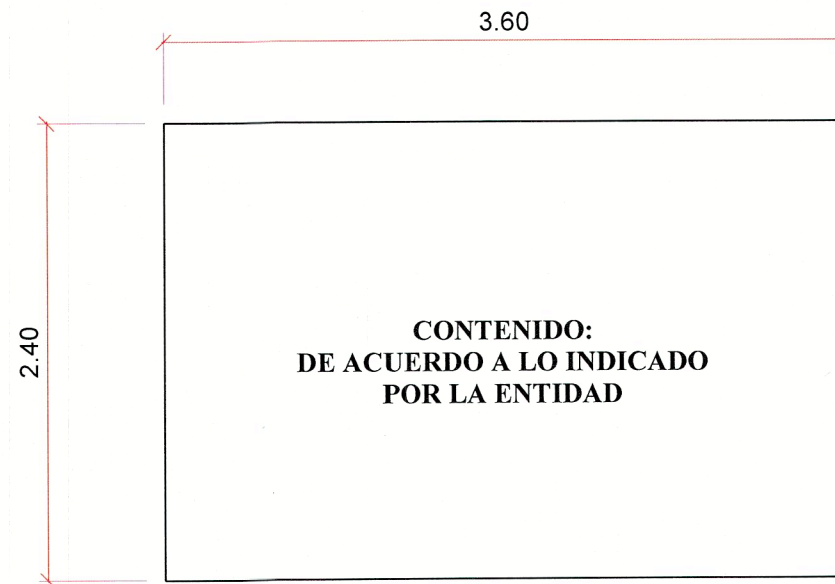 3.60
2.40
CONTENIDO:
DE ACUERDO A LO INDICADO
POR LA ENTIDAD